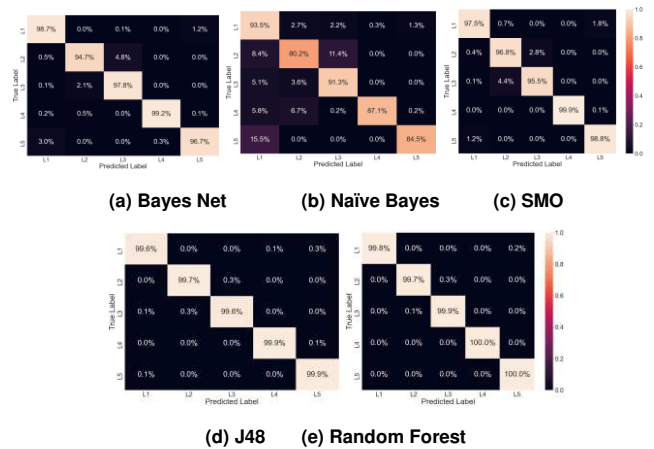 True Label
L1 98.7% 0.0% 0.1% 0.0% 1.2%
L2 0.5% 94.7% 4.8% 0.0% 0.0%
L3 0.1% 2.1% 97.8% 0.0% 0.0%
L4 0.2% 0.5% 0.0% 99.2% 0.1%
L5 3.0% 0.0% 0.0% 0.3% 96.7%
L1 L2 L3 L4 L5
Predicted Label
(a) Bayes Net
True Label
L1 93.5% 2.7% 2.2% 0.3% 1.3%
L2 8.4% 80.2% 11.4% 0.0% 0.0%
L3 5.1% 3.6% 91.3% 0.0% 0.0%
L4 5.8% 6.7% 0.2% 87.1% 0.2%
L5 15.5% 0.0% 0.0% 0.0% 84.5%
L1 L2 L3 L4 L5
Predicted Label
(b) Naïve Bayes
True Label
L1 97.5% 0.7% 0.0% 0.0% 1.8%
L2 0.4% 96.8% 2.8% 0.0% 0.0%
L3 0.1% 4.4% 95.5% 0.0% 0.0%
L4 0.0% 0.0% 0.0% 99.9% 0.1%
L5 1.2% 0.0% 0.0% 0.0% 98.8%
L1 L2 L3 L4 L5
Predicted Label
1.0
0.8
0.6
0.4
0.2
0.0
(c) SMO
True Label
L1 99.6% 0.0% 0.0% 0.1% 0.3%
L2 0.0% 99.7% 0.3% 0.0% 0.0%
L3 0.1% 0.3% 99.6% 0.0% 0.0%
L4 0.0% 0.0% 0.0% 99.9% 0.1%
L5 0.1% 0.0% 0.0% 0.0% 99.9%
L1 L2 L3 L4 L5
Predicted Label
(d) J48
True Label
L1 99.8% 0.0% 0.0% 0.0% 0.2%
L2 0.0% 99.7% 0.3% 0.0% 0.0%
L3 0.0% 0.1% 99.9% 0.0% 0.0%
L4 0.0% 0.0% 0.0% 100.0% 0.0%
L5 0.0% 0.0% 0.0% 0.0% 100.0%
L1 L2 L3 L4 L5
Predicted Label
1.0
0.8
0.6
0.4
0.2
0.0
(e) Random Forest